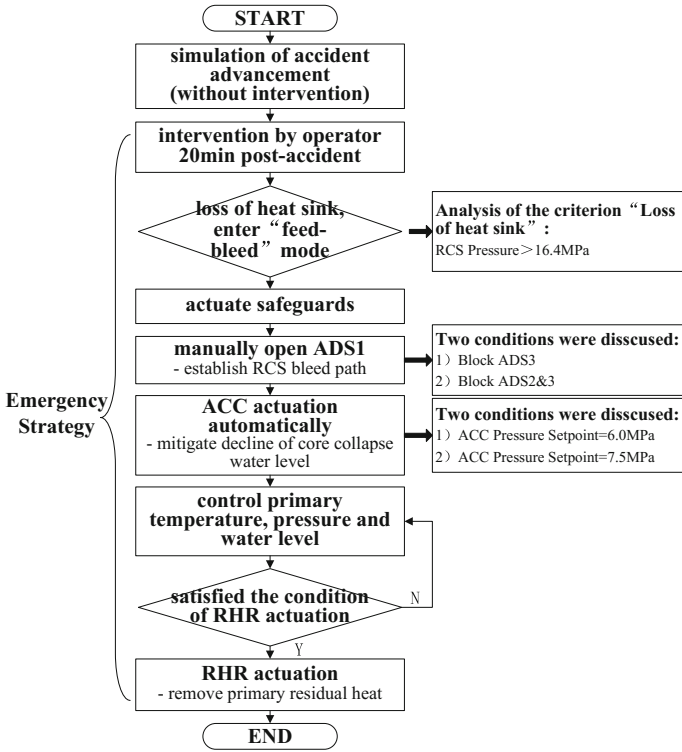 START
simulation of accident
advancement
(without intervention)
intervention by operator
20min post-accident
loss of heat sink,
enter “feed-
bleed” mode
Analysis of the criterion “Loss
of heat sink”:
RCS Pressure＞16.4MPa
actuate safeguards
manually open ADS1
- establish RCS bleed path
Two conditions were disscused:
1）Block ADS3
2）Block ADS2&3
Emergency
Strategy
ACC actuation
automatically
- mitigate decline of core collapse
water level
Two conditions were disscused:
1）ACC Pressure Setpoint=6.0MPa
2）ACC Pressure Setpoint=7.5MPa
control primary
temperature, pressure and
water level
satisfied the condition
of RHR actuation
N
Y
RHR actuation
- remove primary residual heat
END